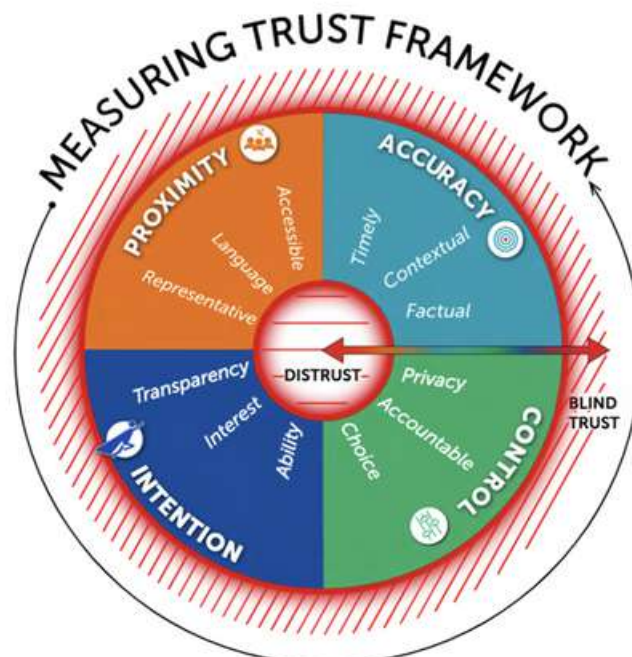 MEASURING TRUST FRAMEWORK
PROXIMITY
Accessible
Language
Representative
ACCURACY
Timely
Contextual
Factual
DISTRUST
BLIND
TRUST
Transparency
Interest
Ability
INTENTION
Privacy
Accountable
Choice
CONTROL